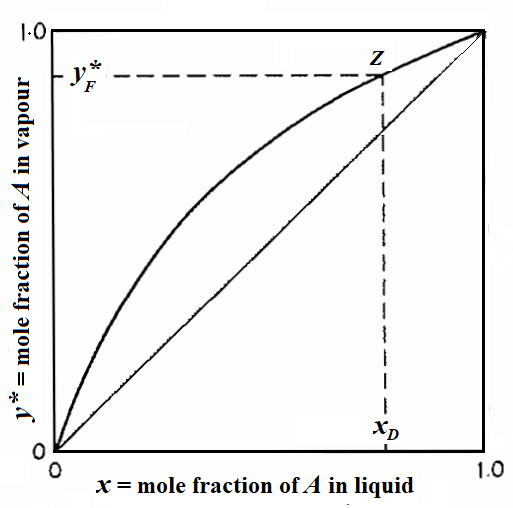 1.0
y_F*
Z
y* = mole fraction of A in vapour
x_D
0
0
1.0
x = mole fraction of A in liquid